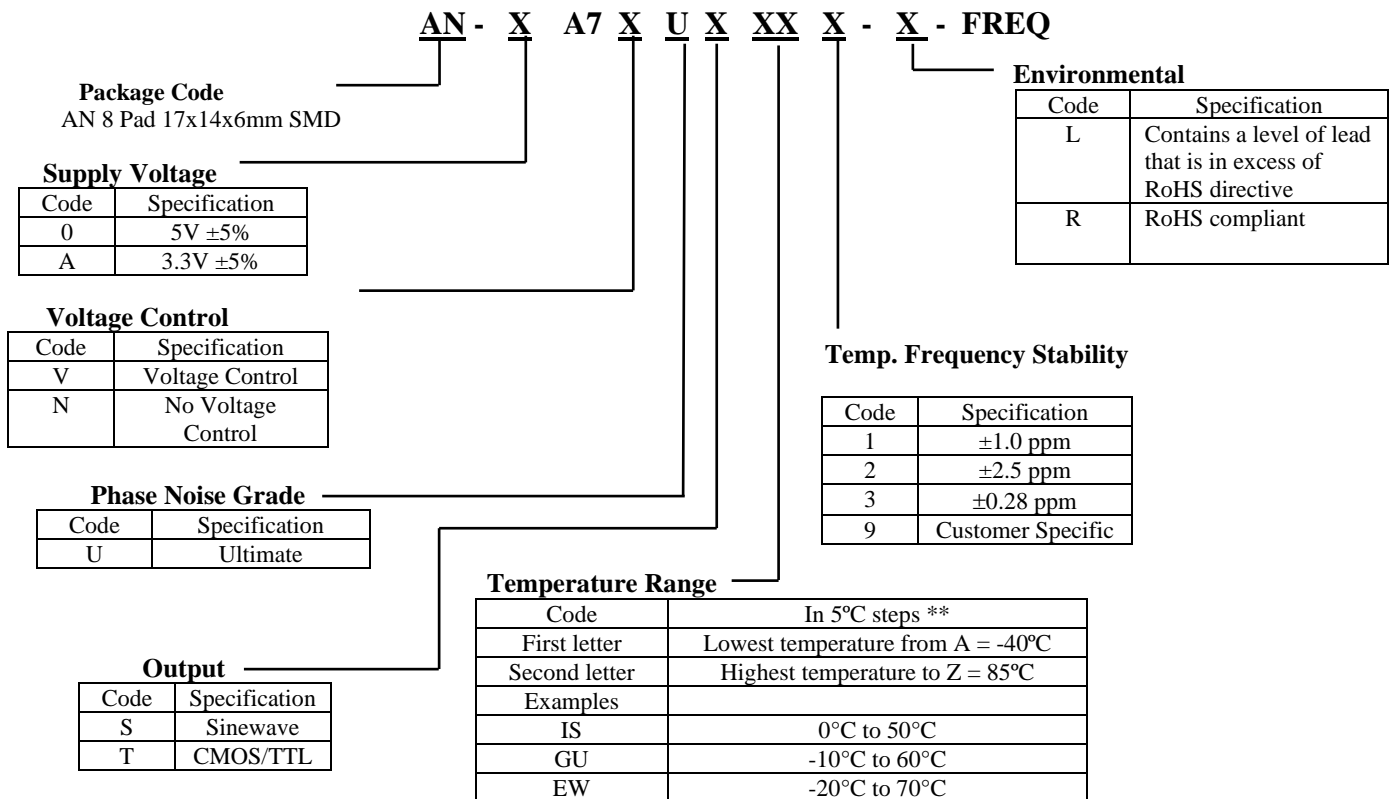 AN - X A7 X U X XX X - X - FREQ
Package Code
AN 8 Pad 17x14x6mm SMD
Supply Voltage
Code Specification
0 5V ±5%
A 3.3V ±5%
Voltage Control
Code Specification
V Voltage Control
N No Voltage
Control
Phase Noise Grade
Code Specification
U Ultimate
Output
Code Specification
S Sinewave
T CMOS/TTL
Temperature Range
Code In 5ºC steps **
First letter Lowest temperature from A = -40ºC
Second letter Highest temperature to Z = 85ºC
Examples
IS 0°C to 50°C
GU -10°C to 60°C
EW -20°C to 70°C
Temp. Frequency Stability
Code Specification
1 ±1.0 ppm
2 ±2.5 ppm
3 ±0.28 ppm
9 Customer Specific
Environmental
Code Specification
L Contains a level of lead
that is in excess of
RoHS directive
R RoHS compliant